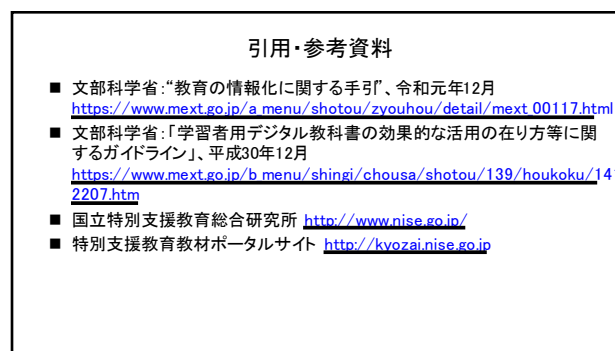 引用・参考資料
■ 文部科学省:“教育の情報化に関する手引”、令和元年12月
https://www.mext.go.jp/a_menu/shotou/zyouhou/detail/mext_00117.html
■ 文部科学省:「学習者用デジタル教科書の効果的な活用の在り方等に関
するガイドライン」、平成30年12月
https://www.mext.go.jp/b_menu/shingi/chousa/shotou/139/houkoku/141
2207.htm
■ 国立特別支援教育総合研究所 http://www.nise.go.jp/
■ 特別支援教育教材ポータルサイト http://kyozai.nise.go.jp